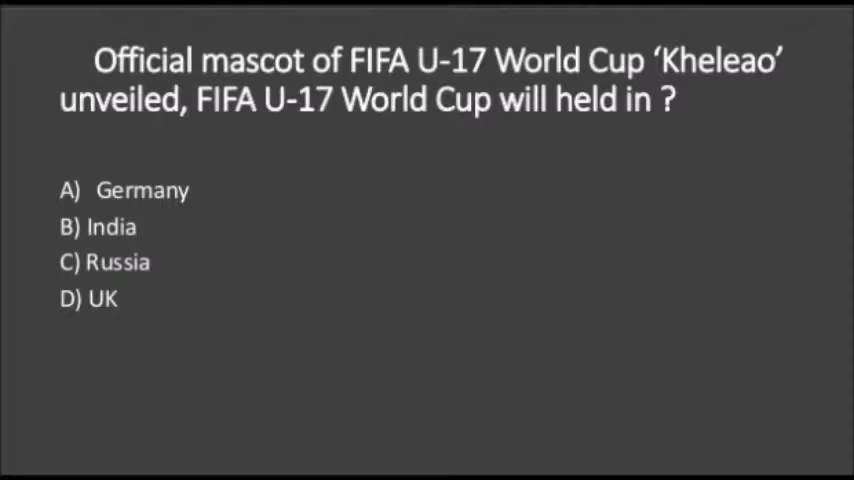 Official mascot of FIFA U-17 World Cup ‘Kheleao’
unveiled, FIFA U-17 World Cup will held in ?
A) Germany
B) India
C) Russia
D) UK